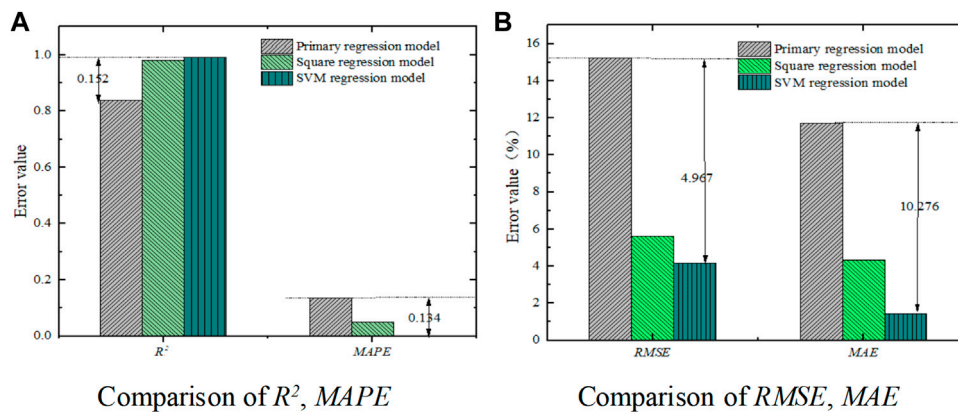 A
Primary regression model
Square regression model
SVM regression model
1.0
0.8
0.6
0.4
0.2
0.0
Error value
0.152
0.134
R²
MAPE
Comparison of R², MAPE
B
Primary regression model
Square regression model
SVM regression model
16
14
12
10
8
6
4
2
0
Error value (%)
4.967
10.276
RMSE
MAE
Comparison of RMSE, MAE